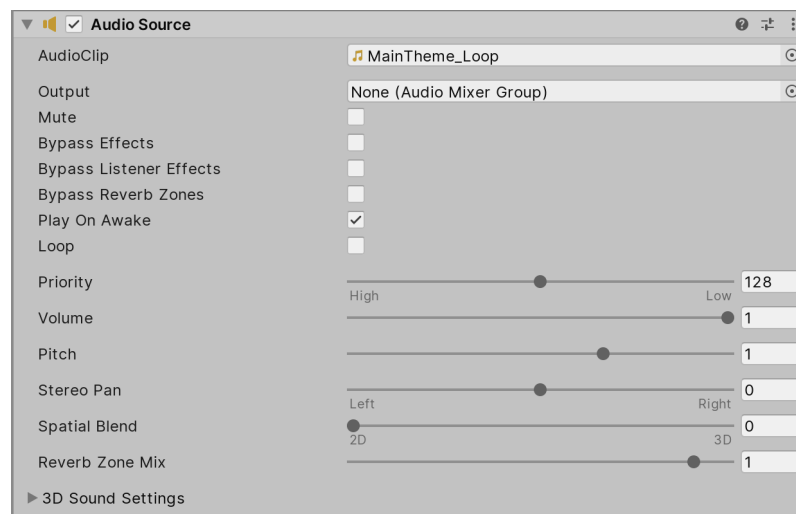 Audio Source
AudioClip MainTheme_Loop
Output None (Audio Mixer Group)
Mute
Bypass Effects
Bypass Listener Effects
Bypass Reverb Zones
Play On Awake
Loop
Priority 128
High Low
Volume 1
Pitch 1
Stereo Pan 0
Left Right
Spatial Blend 0
2D 3D
Reverb Zone Mix 1
3D Sound Settings